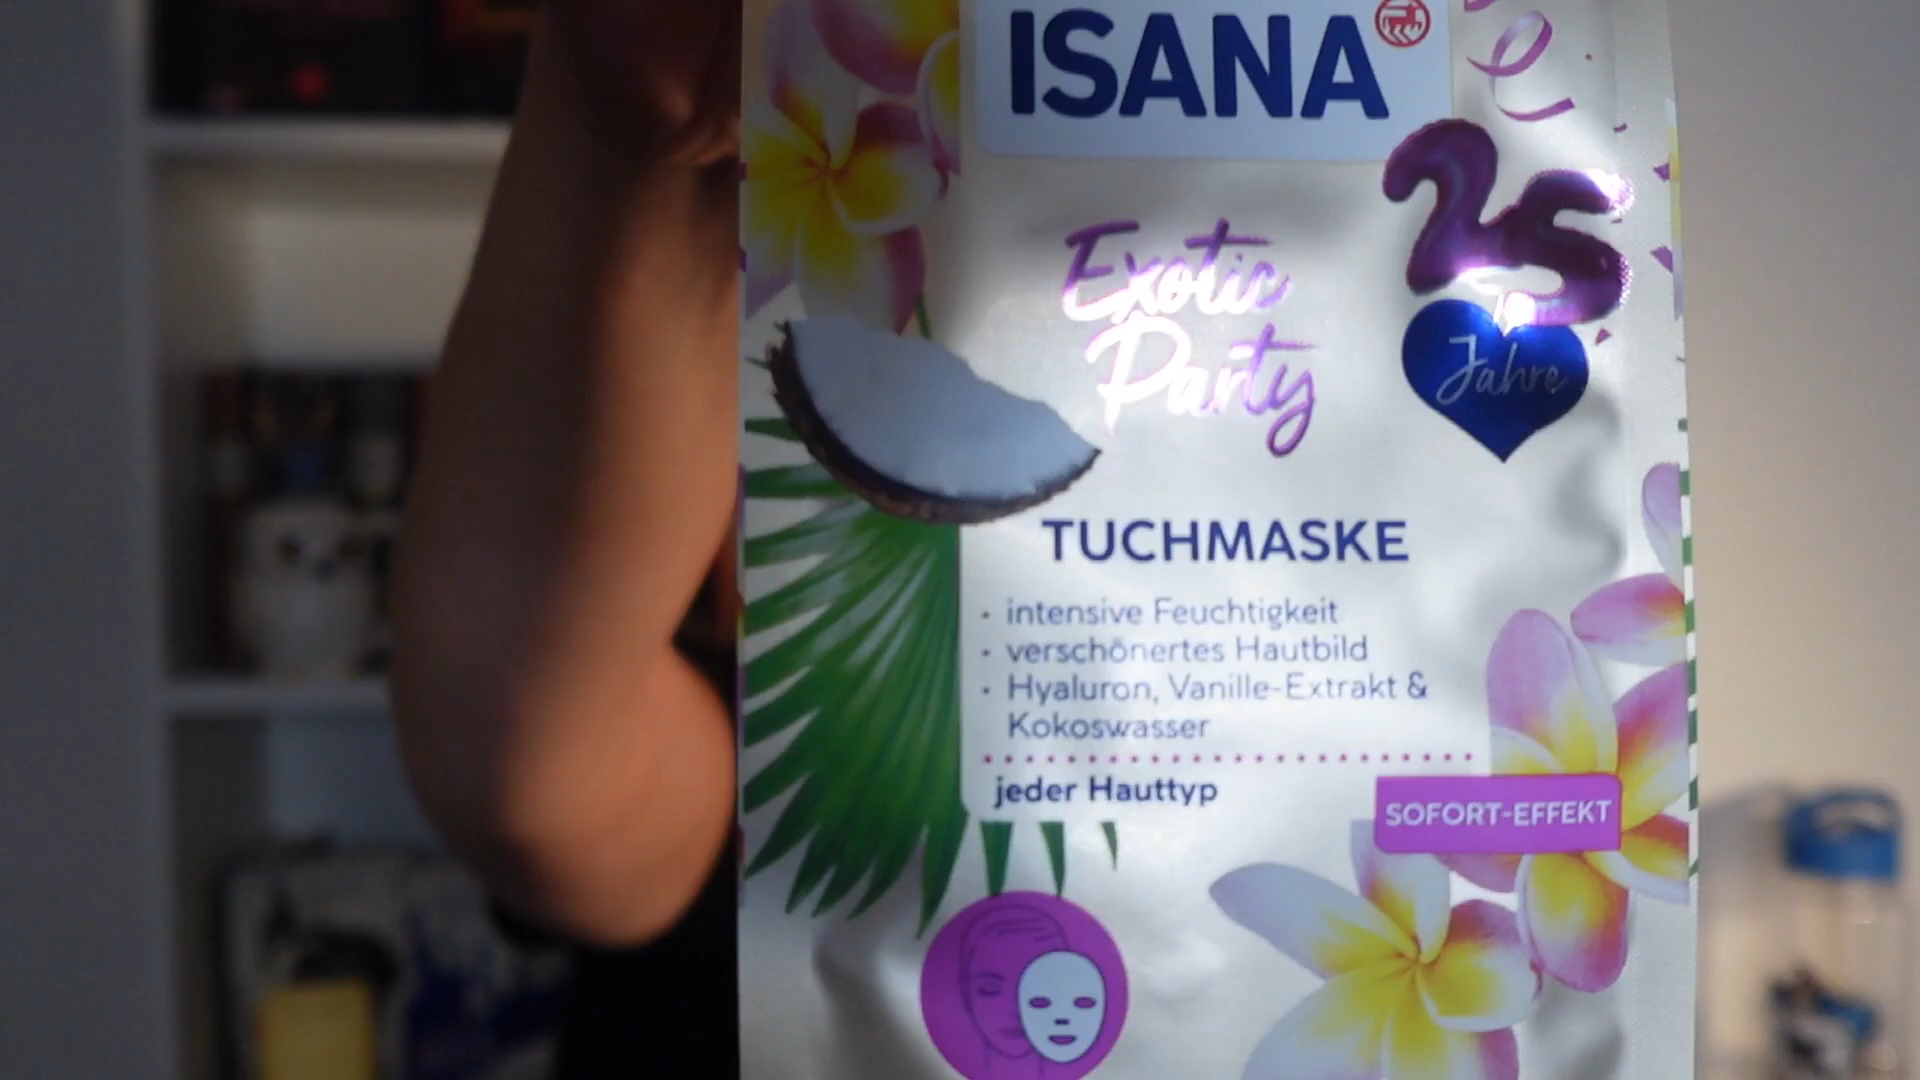 ISANA
25
Jahre
Exotic
Party
TUCHMASKE
• intensive Feuchtigkeit
• verschönertes Hautbild
• Hyaluron, Vanille-Extrakt &
Kokoswasser
jeder Hauttyp
SOFORT-EFFEKT